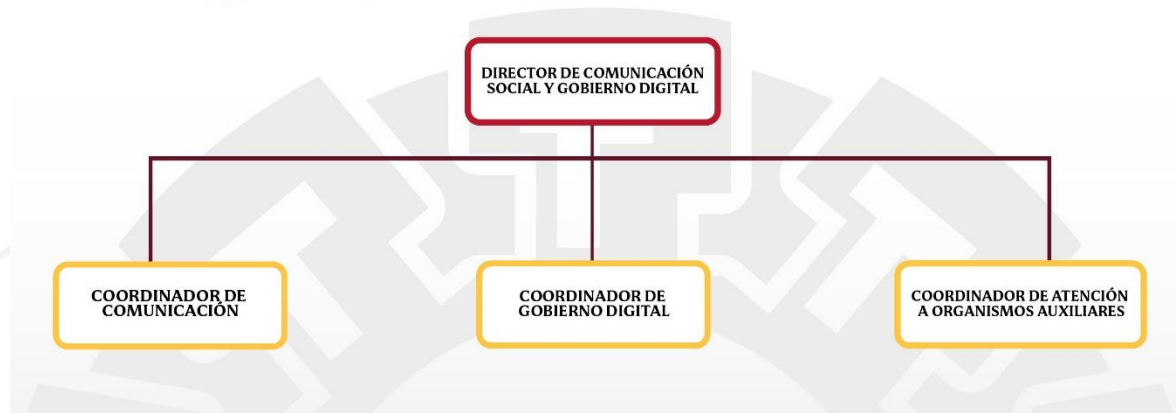 DIRECTOR DE COMUNICACIÓN
SOCIAL Y GOBIERNO DIGITAL
COORDINADOR DE
COMUNICACIÓN
COORDINADOR DE
GOBIERNO DIGITAL
COORDINADOR DE ATENCIÓN
A ORGANISMOS AUXILIARES